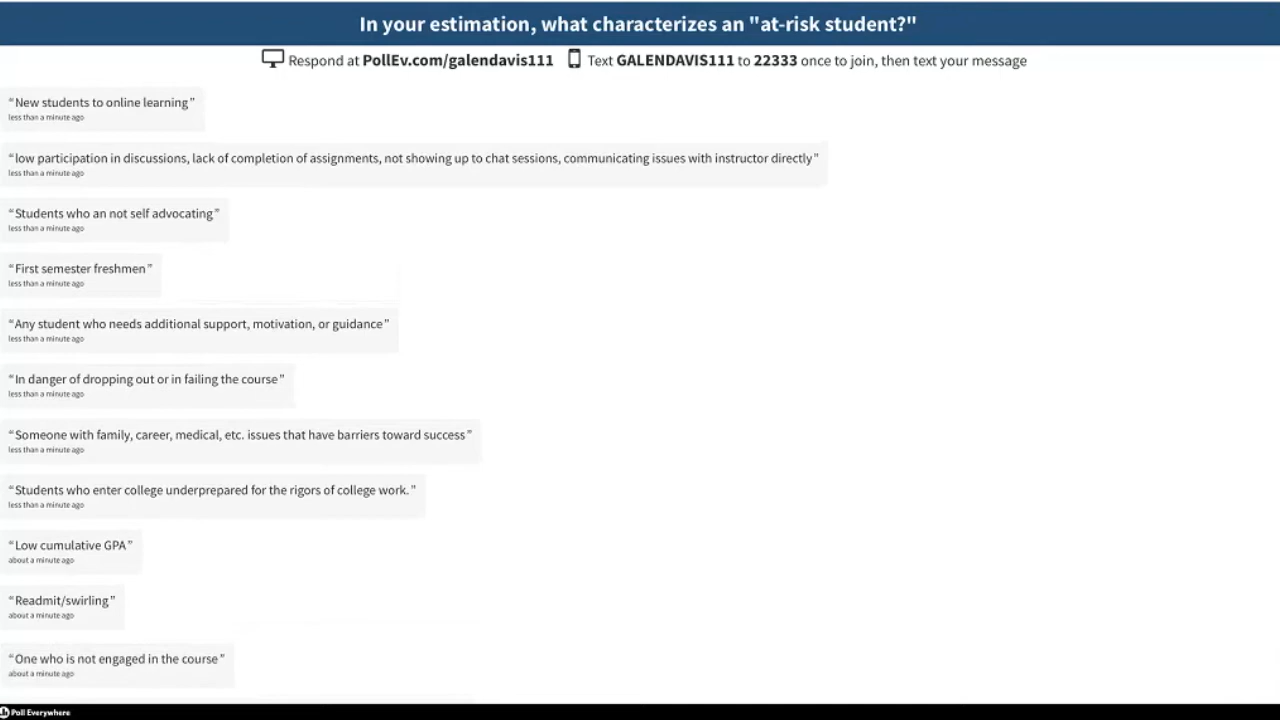 In your estimation, what characterizes an "at-risk student?"
Respond at PollEv.com/galendavis111 Text GALENDAVIS111 to 22333 once to join, then text your message
“New students to online learning”
less than a minute ago
“low participation in discussions, lack of completion of assignments, not showing up to chat sessions, communicating issues with instructor directly”
less than a minute ago
“Students who an not self advocating”
less than a minute ago
“First semester freshmen”
less than a minute ago
“Any student who needs additional support, motivation, or guidance”
less than a minute ago
“In danger of dropping out or in failing the course”
less than a minute ago
“Someone with family, career, medical, etc. issues that have barriers toward success”
less than a minute ago
“Students who enter college underprepared for the rigors of college work.”
less than a minute ago
“Low cumulative GPA”
about a minute ago
“Readmit/swirling”
about a minute ago
“One who is not engaged in the course”
about a minute ago
Poll Everywhere